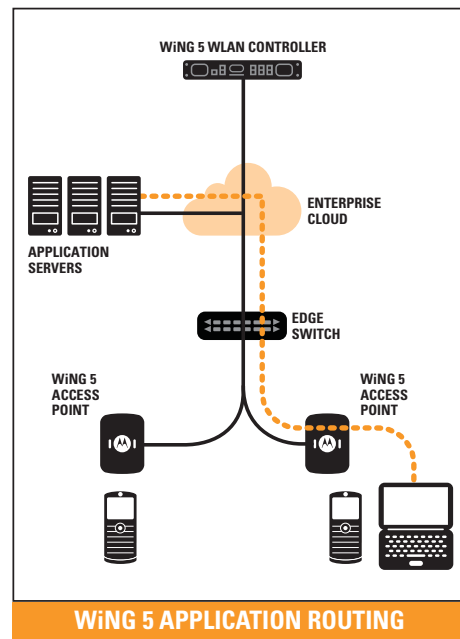 WiNG 5 WLAN CONTROLLER
ENTERPRISE
CLOUD
APPLICATION
SERVERS
EDGE
SWITCH
WiNG 5
ACCESS
POINT
WiNG 5
ACCESS
POINT
WiNG 5 APPLICATION ROUTING